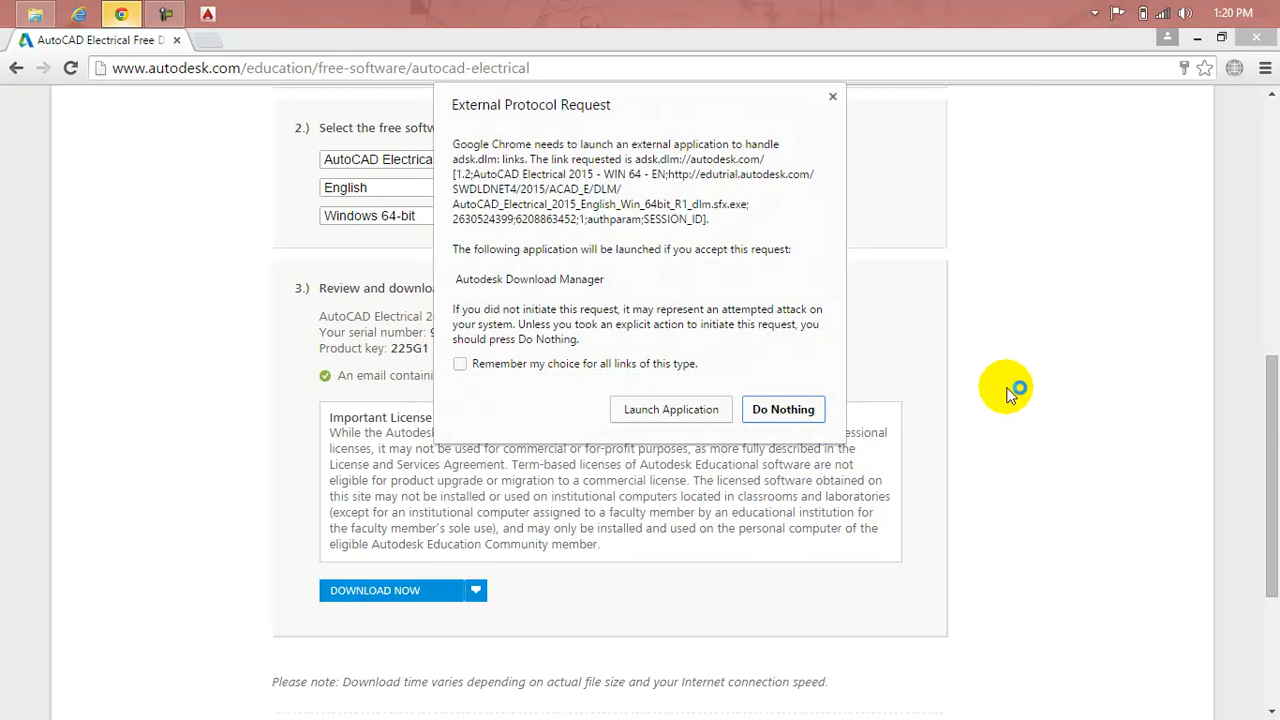 1:20 PM
AutoCAD Electrical Free D
www.autodesk.com/education/free-software/autocad-electrical
2.) Select the free softw
AutoCAD Electrica
English
Windows 64-bit
External Protocol Request
Google Chrome needs to launch an external application to handle
adsk.dlm: links. The link requested is adsk.dlm://autodesk.com/
[1.2;AutoCAD Electrical 2015 - WIN 64 - EN;http://edutrial.autodesk.com/
SWDLDNET4/2015/ACAD_E/DLM/
AutoCAD_Electrical_2015_English_Win_64bit_R1_dlm.sfx.exe;
2630524399;6208863452;1;authparam;SESSION_ID].
The following application will be launched if you accept this request:
Autodesk Download Manager
If you did not initiate this request, it may represent an attempted attack on
your system. Unless you took an explicit action to initiate this request, you
should press Do Nothing.
Remember my choice for all links of this type.
Launch Application
Do Nothing
3.) Review and downloa
AutoCAD Electrical 2
Your serial number: 9
Product key: 225G1
An email containi
Important License
While the Autodesk
essional
licenses, it may not be used for commercial or for-profit purposes, as more fully described in the
License and Services Agreement. Term-based licenses of Autodesk Educational software are not
eligible for product upgrade or migration to a commercial license. The licensed software obtained on
this site may not be installed or used on institutional computers located in classrooms and laboratories
(except for an institutional computer assigned to a faculty member by an educational institution for
the faculty member's sole use), and may only be installed and used on the personal computer of the
eligible Autodesk Education Community member.
DOWNLOAD NOW
Please note: Download time varies depending on actual file size and your Internet connection speed.